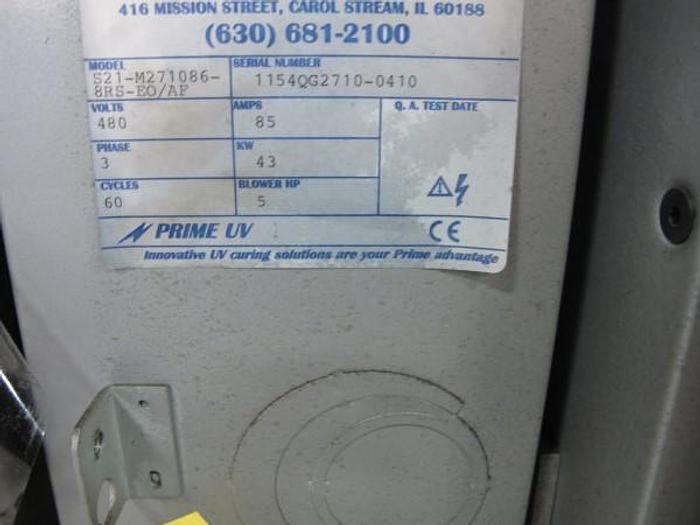 416 MISSION STREET, CAROL STREAM, IL 60188
(630) 681-2100
MODEL
S21-M271086-
8RS-EO/AF
SERIAL NUMBER
1154QG2710-0410
VOLTS
480
AMPS
85
Q. A. TEST DATE
PHASE
3
KW
43
CYCLES
60
BLOWER HP
5
PRIME UV
CE
Innovative UV curing solutions are your Prime advantage